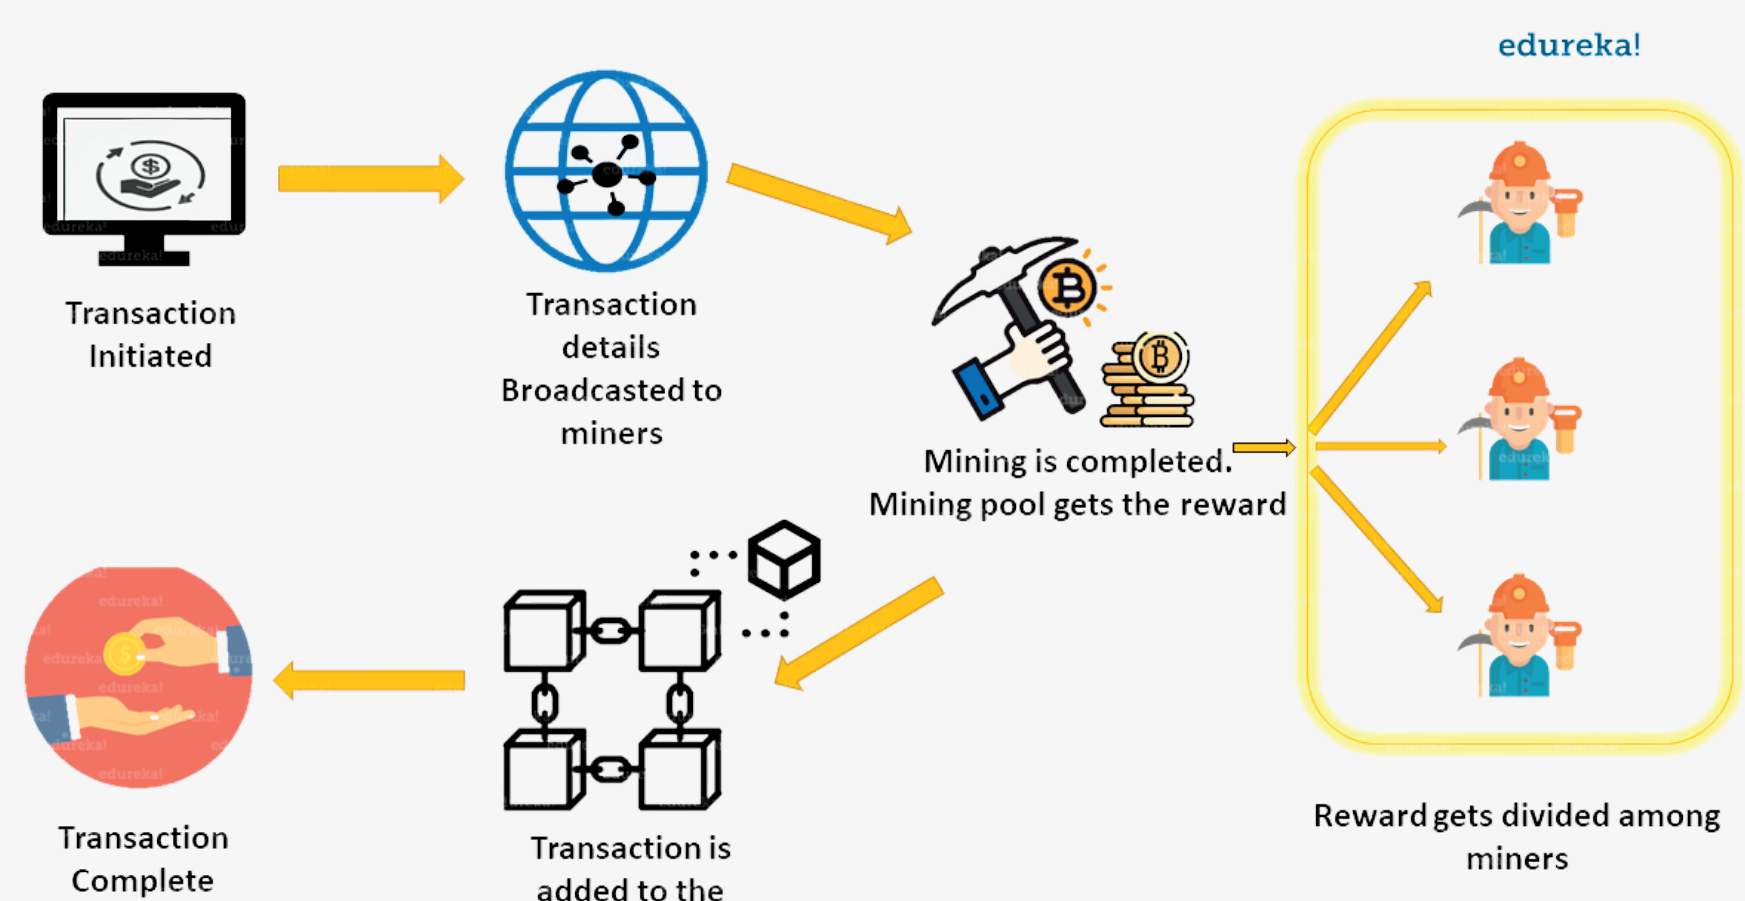 edureka!
Transaction
Initiated
Transaction
details
Broadcasted to
miners
Mining is completed.
Mining pool gets the reward
Reward gets divided among
miners
Transaction is
added to the
Transaction
Complete